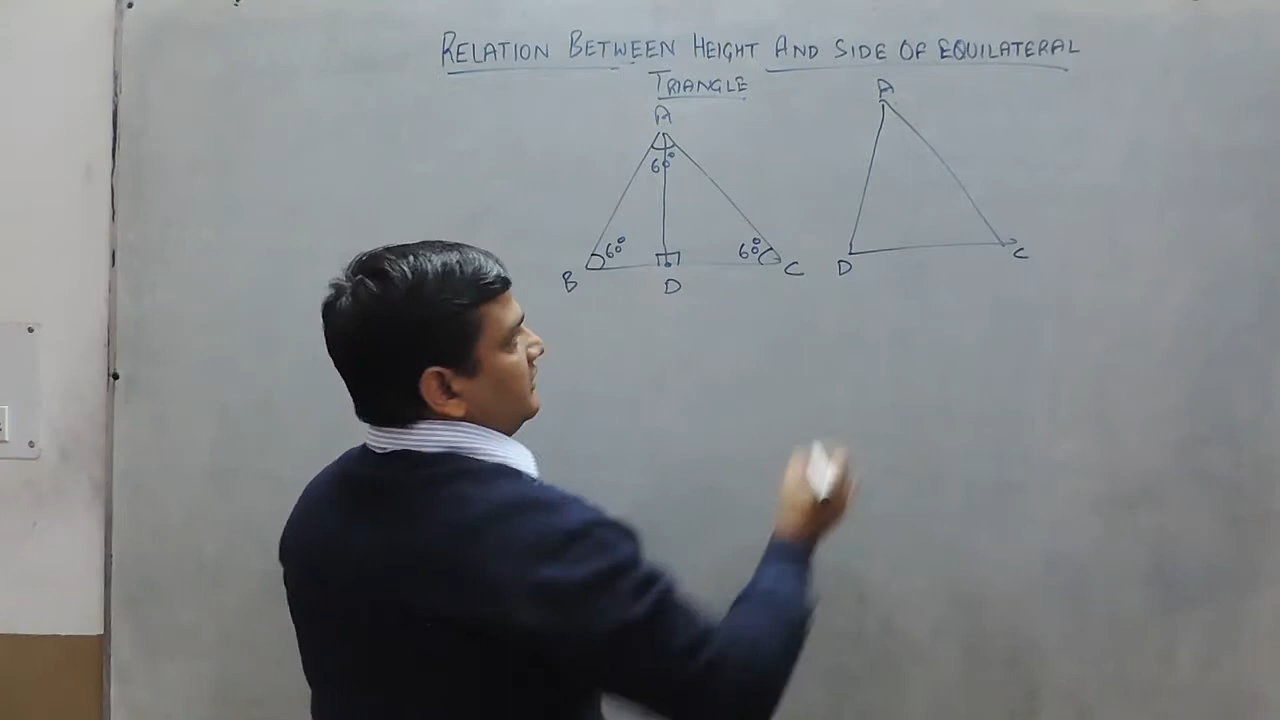 RELATION BETWEEN HEIGHT AND SIDE OF EQUILATERAL
TRIANGLE
A
A
60°
60°
60°
B
D
C
D
C